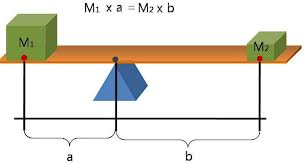 M₁ x a = M₂ x b
M₁
M₂
a
b